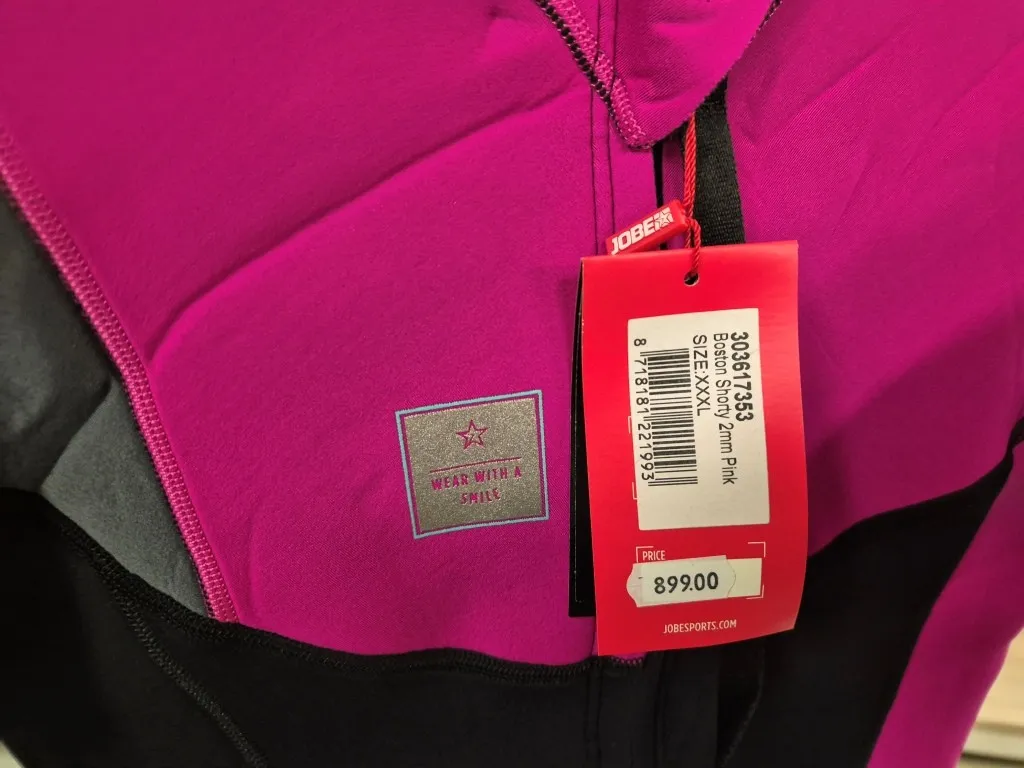 JOBE
303617353
Boston Shorty 2mm Pink
SIZE:XXXL
8 718181 221993
WEAR WITH A
SMILE
PRICE
899.00
JOBESPORTS.COM